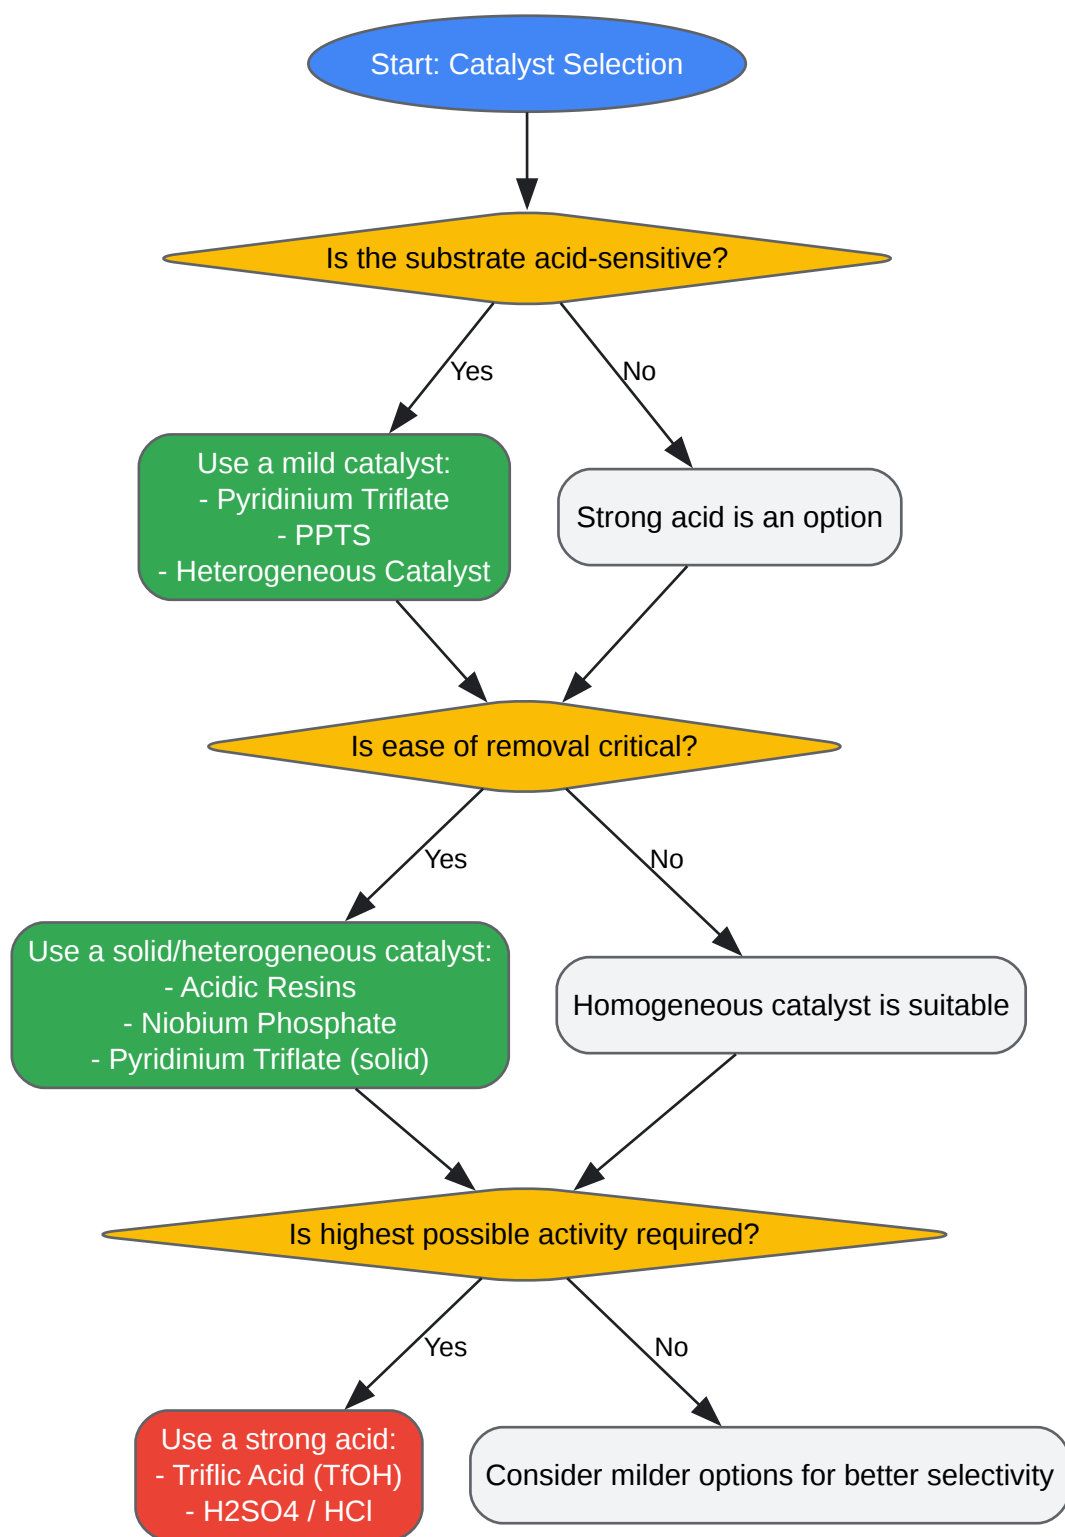 Start: Catalyst Selection
Is the substrate acid-sensitive?
Yes
No
Use a mild catalyst:
- Pyridinium Triflate
- PPTS
- Heterogeneous Catalyst
Strong acid is an option
Is ease of removal critical?
Yes
No
Use a solid/heterogeneous catalyst:
- Acidic Resins
- Niobium Phosphate
- Pyridinium Triflate (solid)
Homogeneous catalyst is suitable
Is highest possible activity required?
Yes
No
Use a strong acid:
- Triflic Acid (TfOH)
- H2SO4 / HCl
Consider milder options for better selectivity